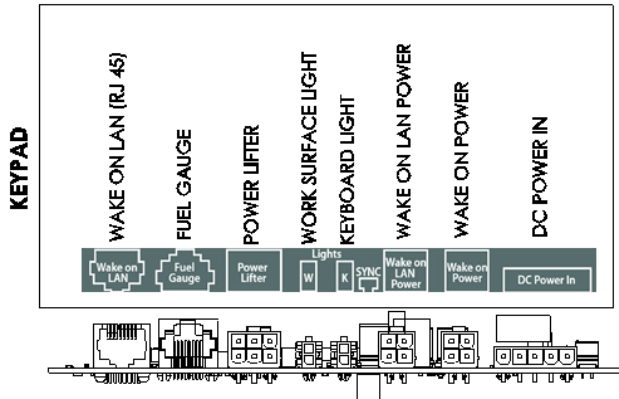 KEYPAD
WAKE ON LAN (RJ 45)
FUEL GAUGE
POWER LIFTER
WORK SURFACE LIGHT
KEYBOARD LIGHT
WAKE ON LAN POWER
WAKE ON POWER
DC POWER IN
Wake on
LAN
Fuel
Gauge
Power
Lifter
Lights
W
K
SYNC
Wake on
LAN
Power
Wake on
Power
DC Power In